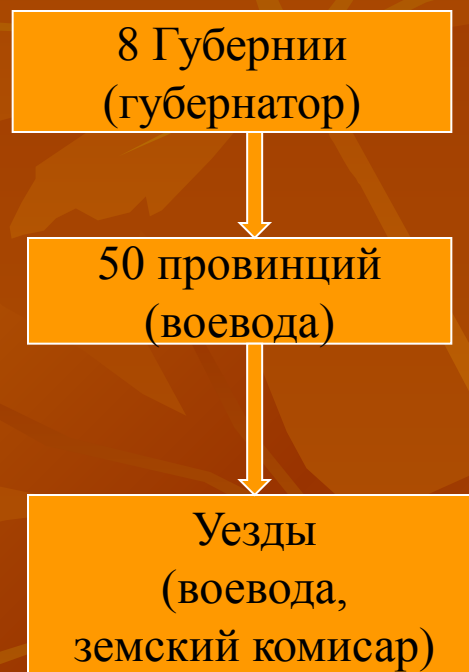 8 Губернии
(губернатор)
50 провинций
(воевода)
Уезды
(воевода,
земский комисар)